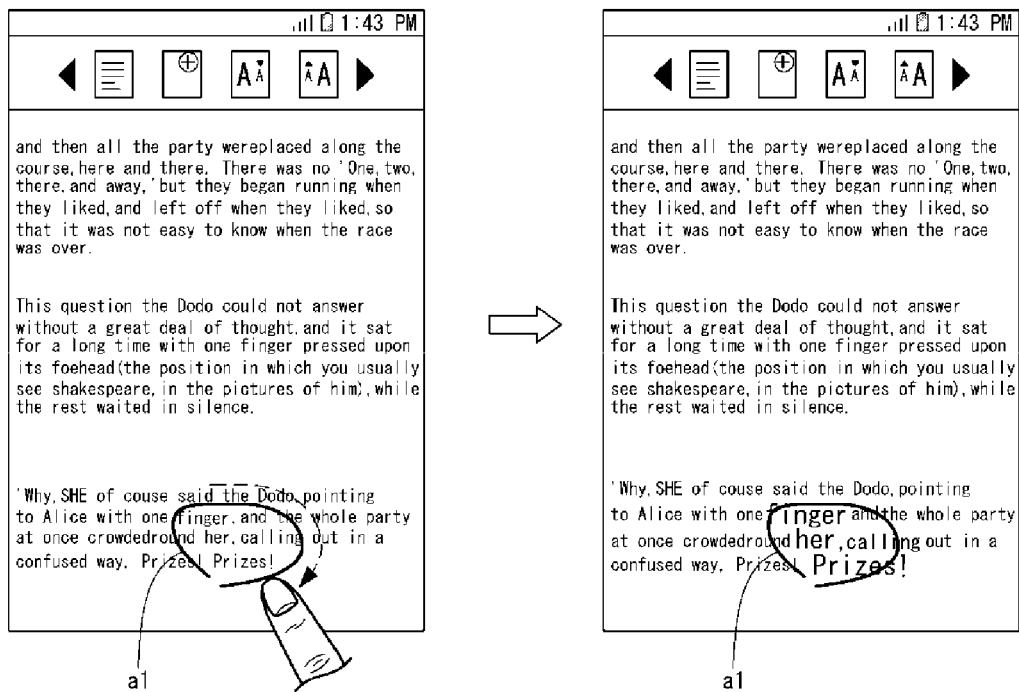 1:43 PM
A A A A
and then all the party wereplaced along the
course, here and there. There was no 'One, two,
there, and away,' but they began running when
they liked, and left off when they liked, so
that it was not easy to know when the race
was over.
This question the Dodo could not answer
without a great deal of thought, and it sat
for a long time with one finger pressed upon
its foehead(the position in which you usually
see shakespeare, in the pictures of him), while
the rest waited in silence.
'Why, SHE of couse said the Dodo, pointing
to Alice with one finger, and the whole party
at once crowdedround her, calling out in a
confused way, Prizes! Prizes!
a1
1:43 PM
A A A A
and then all the party wereplaced along the
course, here and there. There was no 'One, two,
there, and away,' but they began running when
they liked, and left off when they liked, so
that it was not easy to know when the race
was over.
This question the Dodo could not answer
without a great deal of thought, and it sat
for a long time with one finger pressed upon
its foehead(the position in which you usually
see shakespeare, in the pictures of him), while
the rest waited in silence.
'Why, SHE of couse said the Dodo, pointing
to Alice with one finger and the whole party
at once crowdedround her, calling out in a
confused way, Prizes! Prizes!
a1